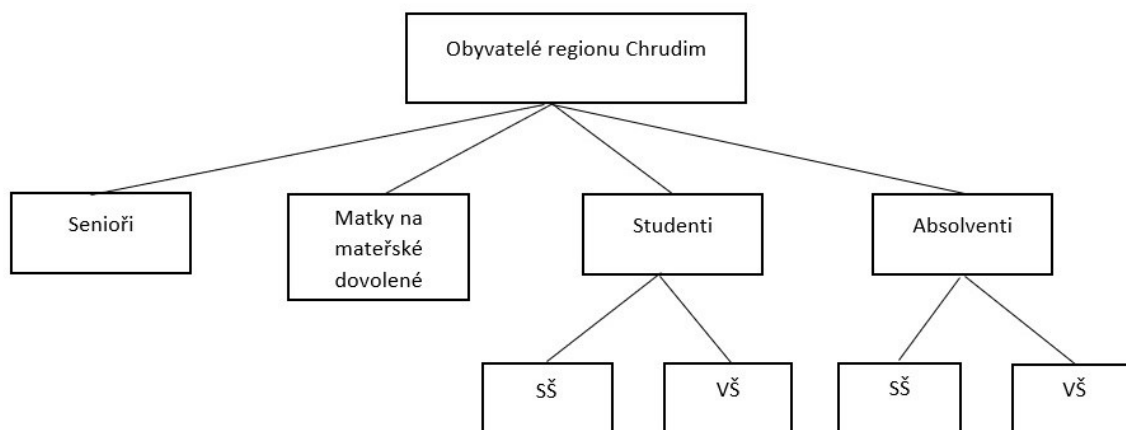 Obyvatelé regionu Chrudim
Senioři
Matky na
mateřské
dovolené
Studenti
Absolventi
SŠ
VŠ
SŠ
VŠ